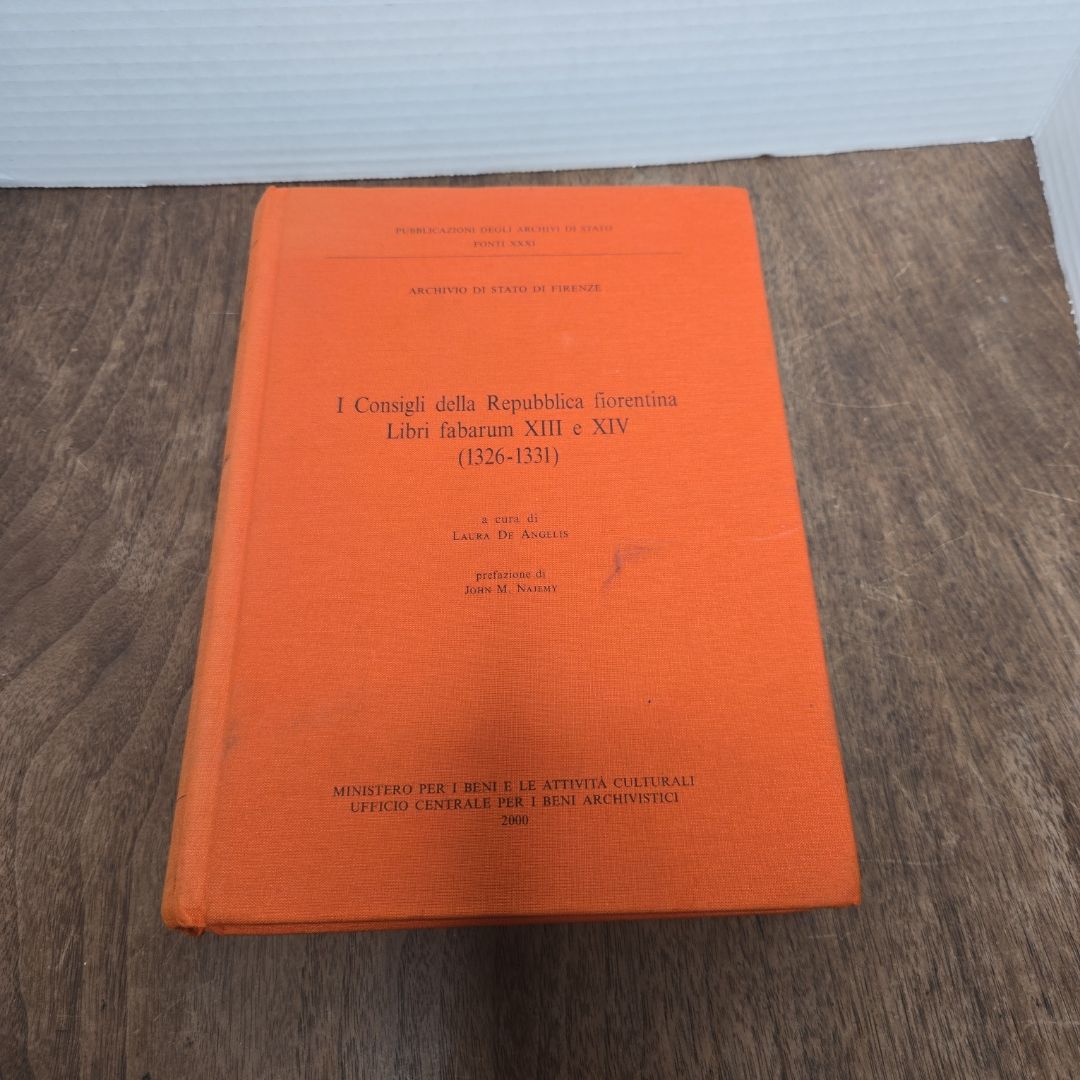 PUBBLICAZIONI DEGLI ARCHIVI DI STATO
FONTI XXXI
ARCHIVIO DI STATO DI FIRENZE
I Consigli della Repubblica fiorentina
Libri fabarum XIII e XIV
(1326-1331)
a cura di
LAURA DE ANGELIS
prefazione di
JOHN M. NAJEMY
MINISTERO PER I BENI E LE ATTIVITÀ CULTURALI
UFFICIO CENTRALE PER I BENI ARCHIVISTICI
2000